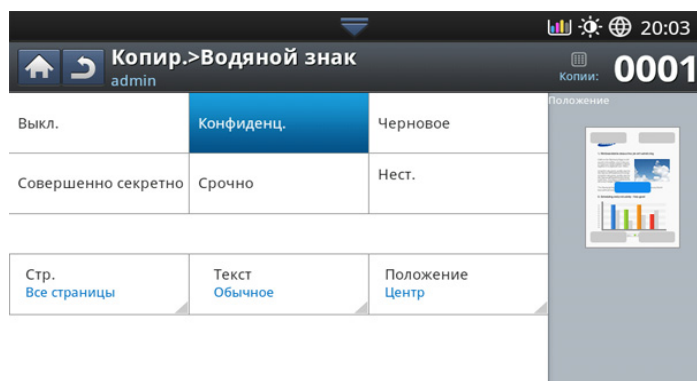 20:03
Копир.>Водяной знак
admin
Копии: 0001
Выкл.
Конфиденц.
Черновое
Совершенно секретно
Срочно
Нест.
Стр.
Все страницы
Текст
Обычное
Положение
Центр
Положение